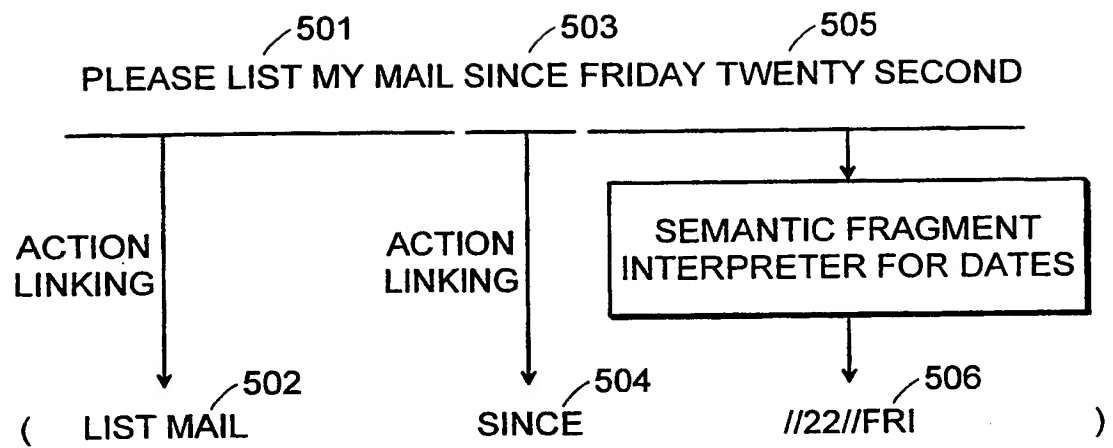 501 503 505
PLEASE LIST MY MAIL SINCE FRIDAY TWENTY SECOND
ACTION LINKING
ACTION LINKING
SEMANTIC FRAGMENT
INTERPRETER FOR DATES
502 504 506
( LIST MAIL SINCE //22//FRI )